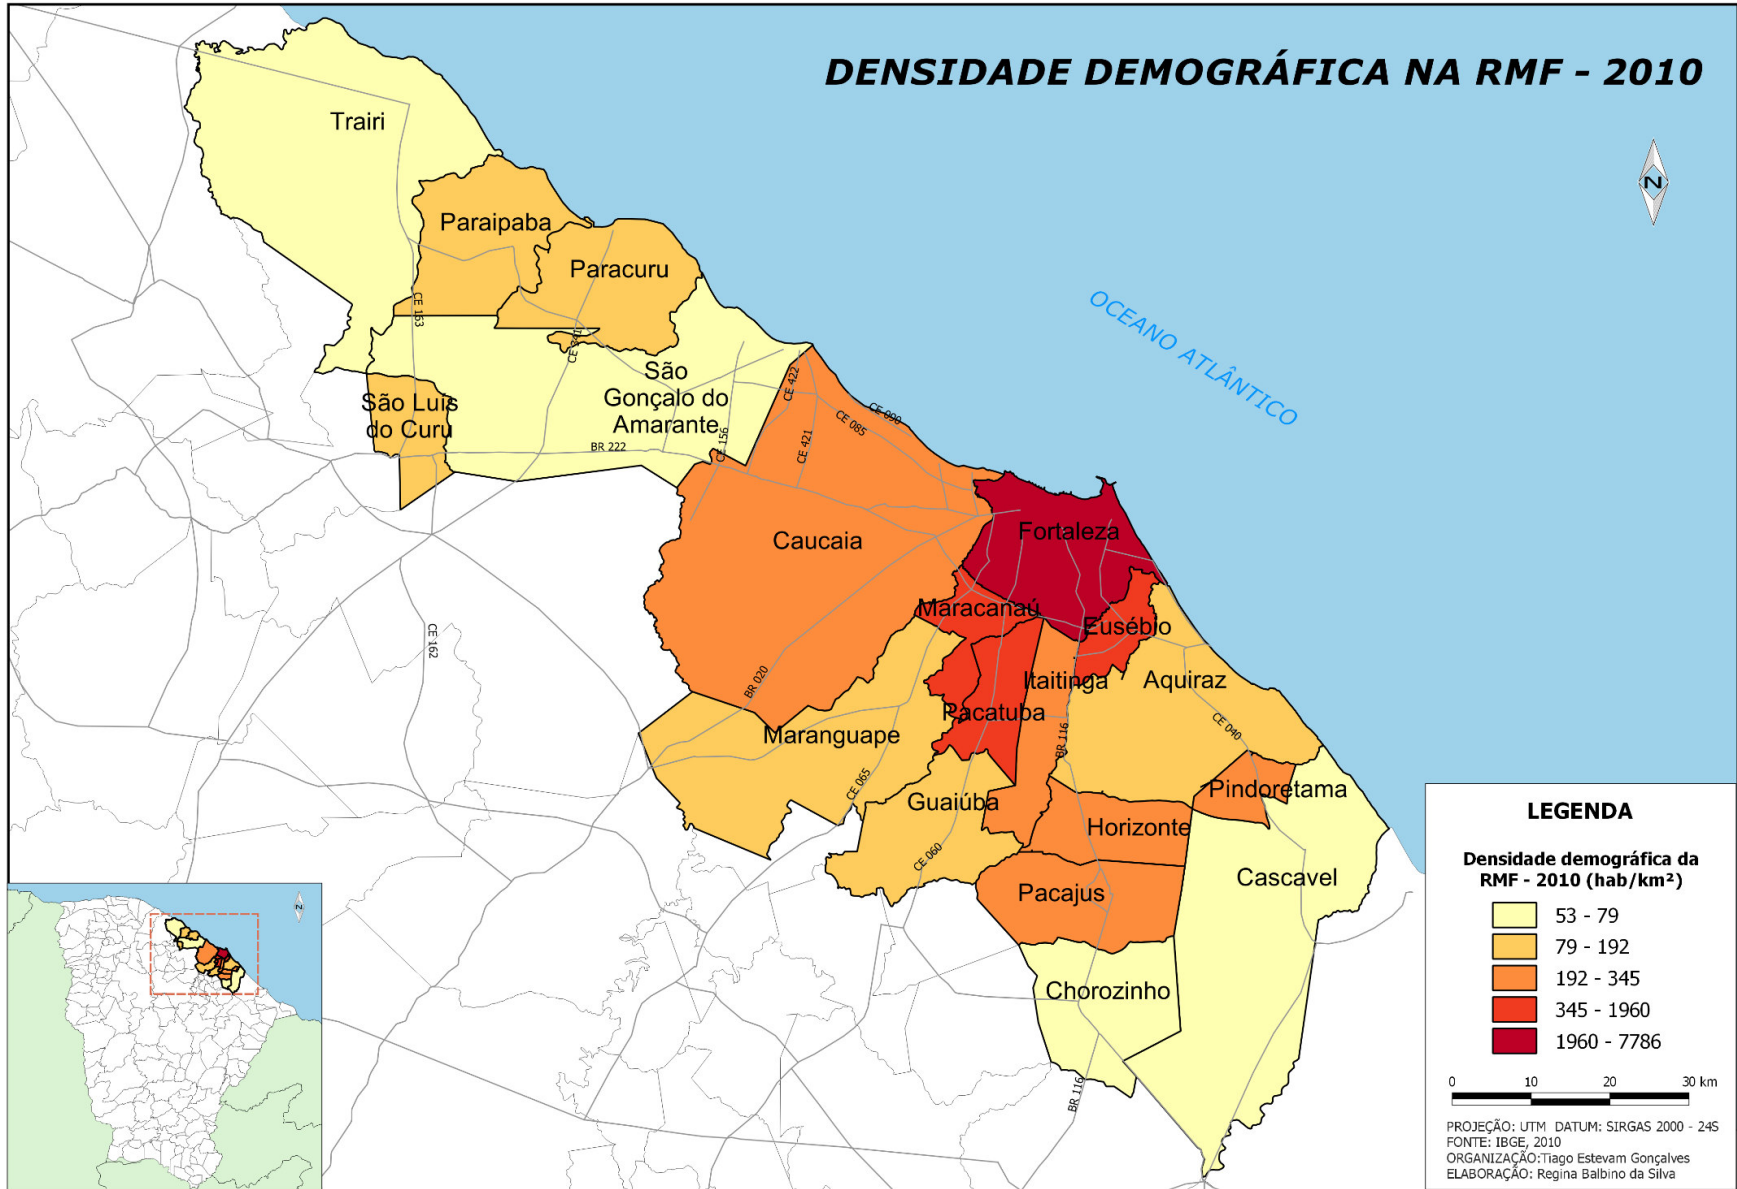 DENSIDADE DEMOGRÁFICA NA RMF - 2010
Trairi
N
Paraipaba
Paracuru
OCEANO ATLÂNTICO
CE 163
CE 341
São
Gonçalo do
Amarante
São Luis
do Curu
CE 422
CE 090
CE 085
CE 421
CE 156
BR 222
Fortaleza
Caucaia
Maracanaú
Eusébio
CE 162
BR 020
Itaitinga
Aquiraz
Pacatuba
Maranguape
BR 116
CE 040
CE 065
Guaiúba
Pindoretama
Horizonte
CE 060
Pacajus
Cascavel
Chorozinho
BR 116
N
LEGENDA
Densidade demográfica da
RMF - 2010 (hab/km²)
53 - 79
79 - 192
192 - 345
345 - 1960
1960 - 7786
0 10 20 30 km
PROJEÇÃO: UTM DATUM: SIRGAS 2000 - 24S
FONTE: IBGE, 2010
ORGANIZAÇÃO:Tiago Estevam Gonçalves
ELABORAÇÃO: Regina Balbino da Silva